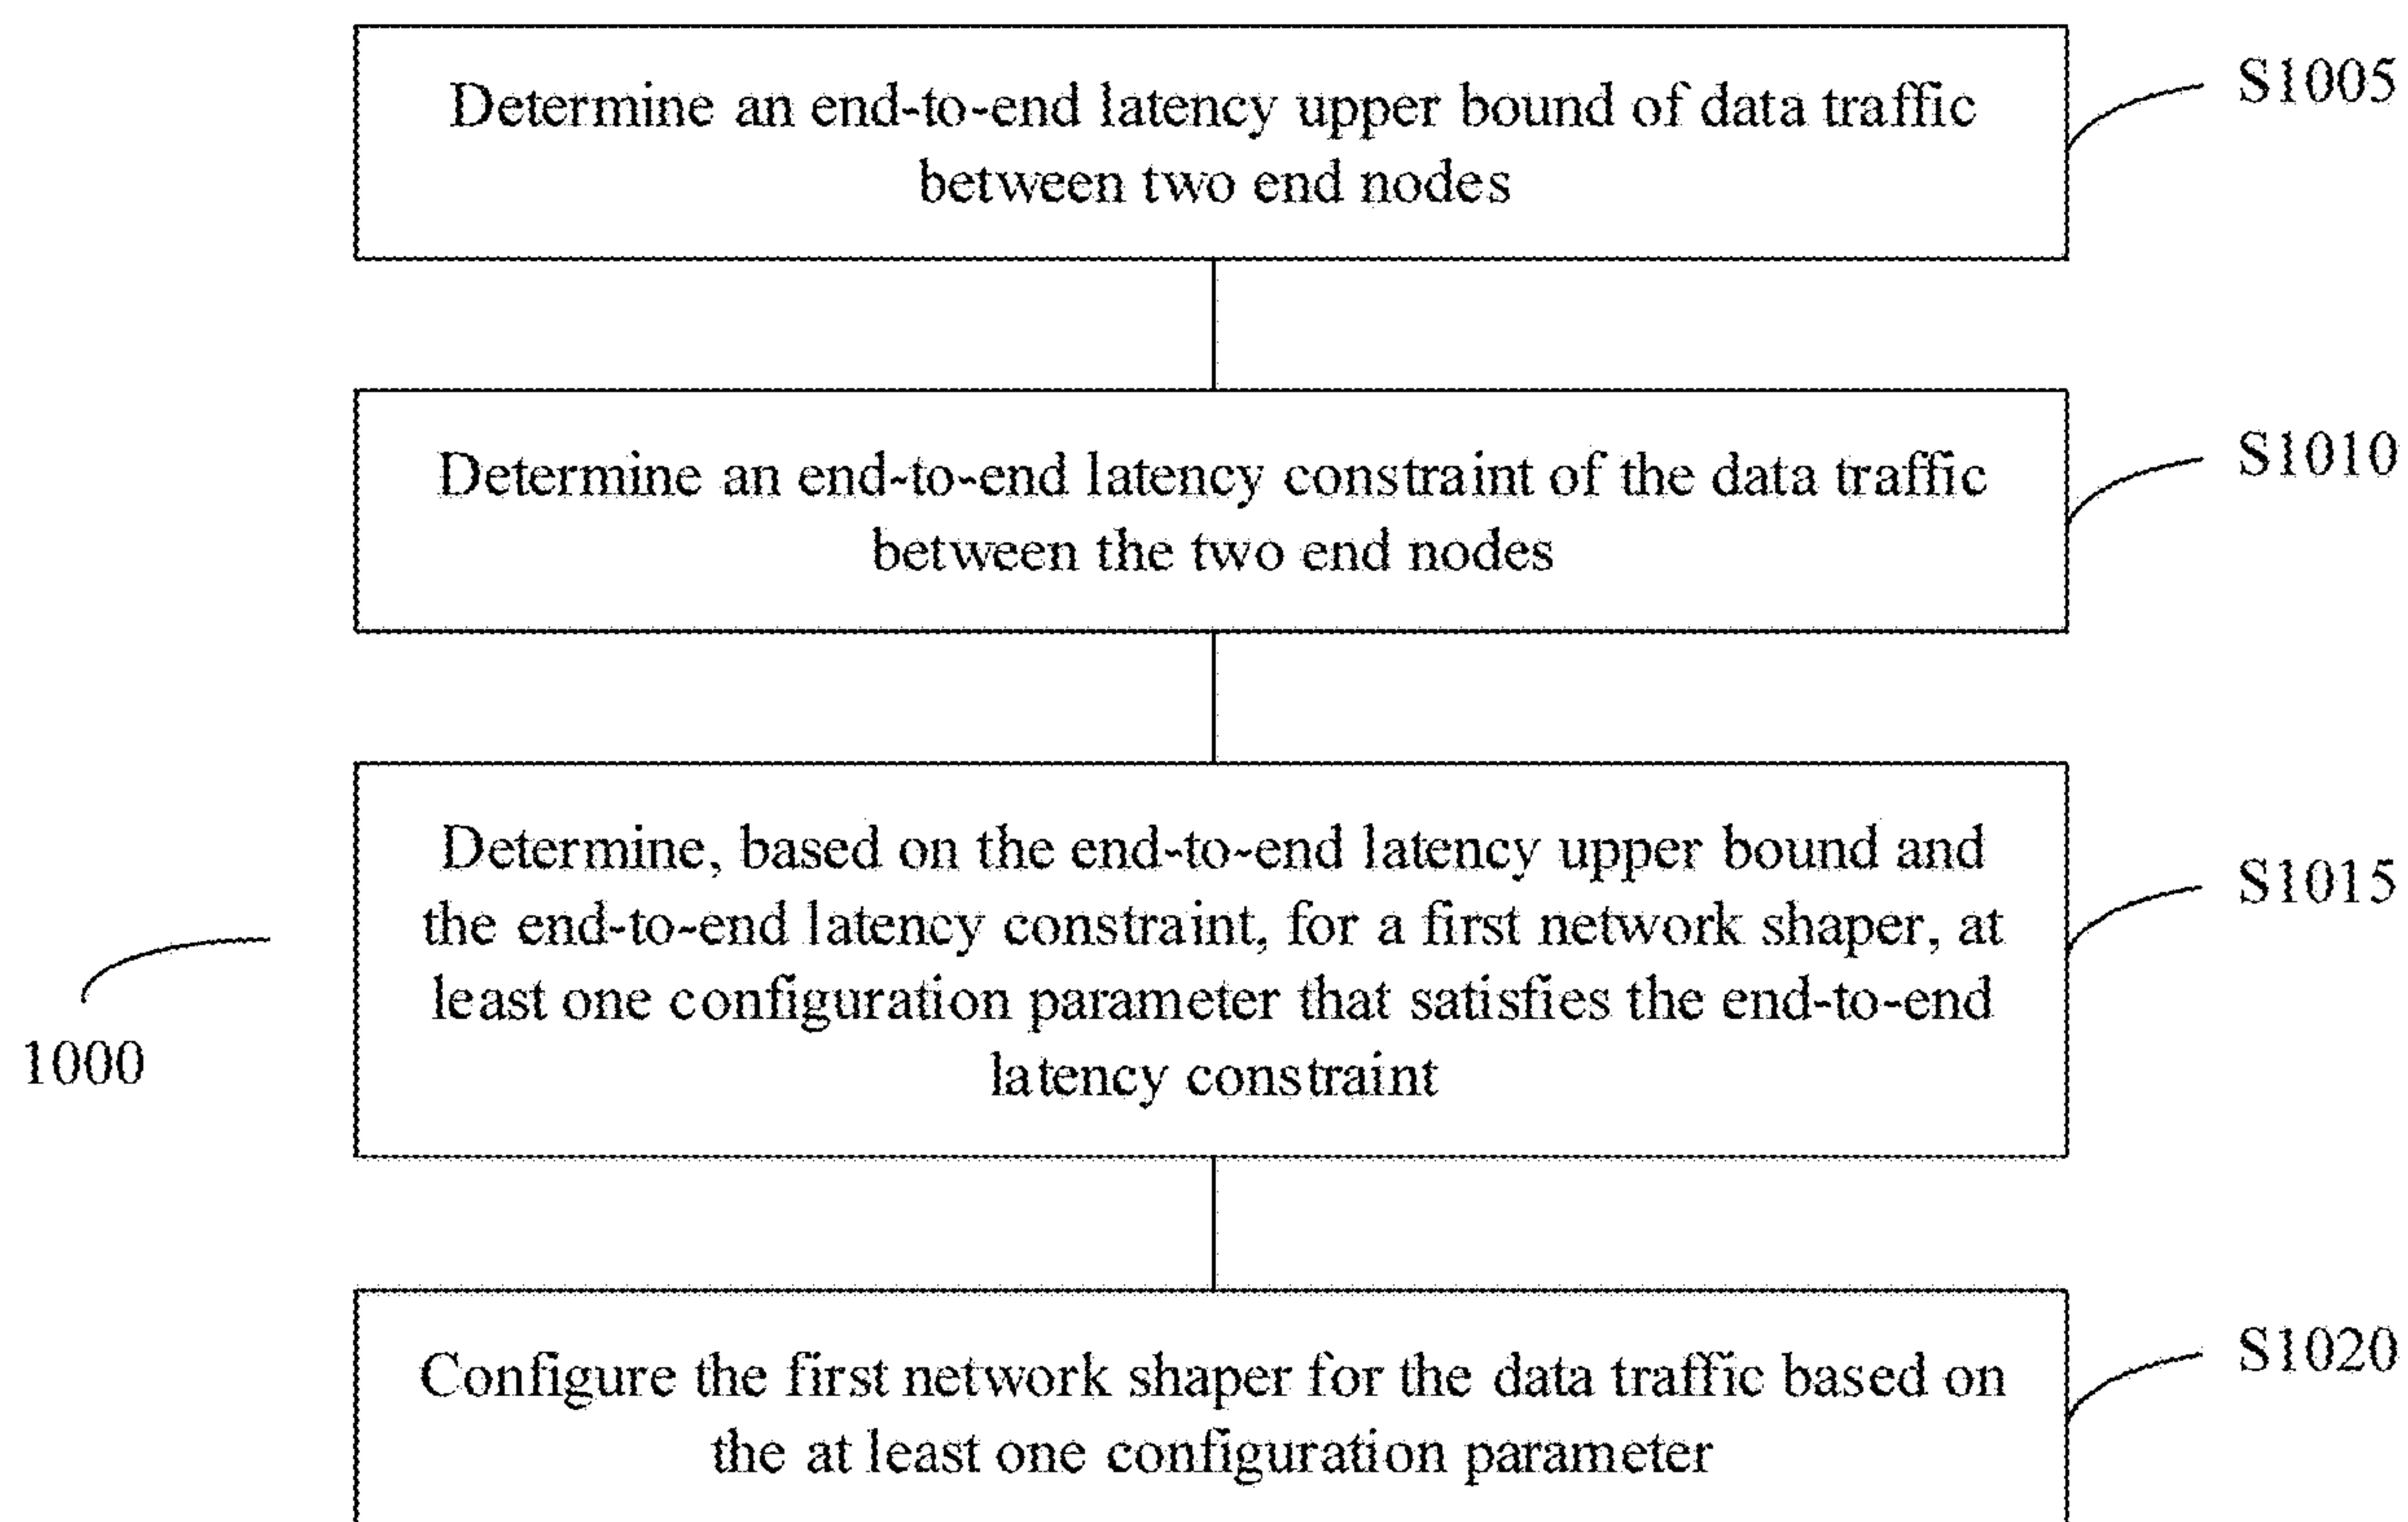 Determine an end-to-end latency upper bound of data traffic
between two end nodes
S1005
Determine an end-to-end latency constraint of the data traffic
between the two end nodes
S1010
Determine, based on the end-to-end latency upper bound and
the end-to-end latency constraint, for a first network shaper, at
least one configuration parameter that satisfies the end-to-end
latency constraint
S1015
1000
Configure the first network shaper for the data traffic based on
the at least one configuration parameter
S1020